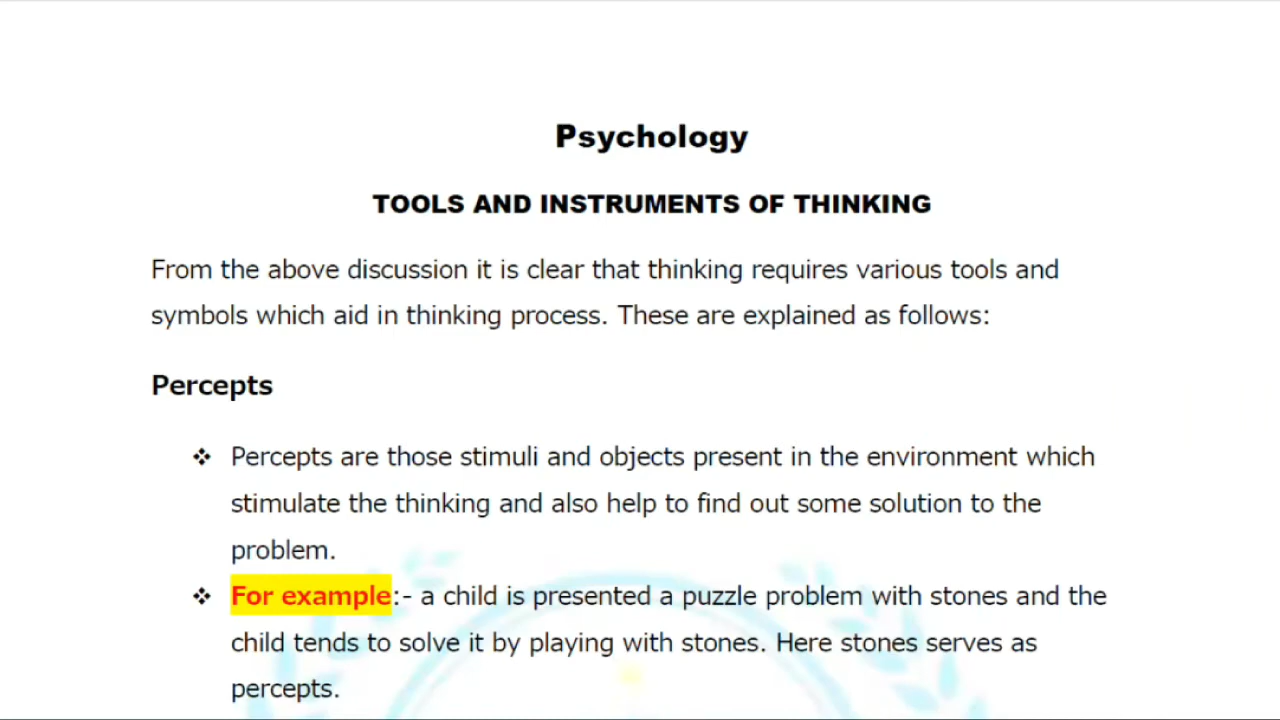 Psychology
TOOLS AND INSTRUMENTS OF THINKING
From the above discussion it is clear that thinking requires various tools and
symbols which aid in thinking process. These are explained as follows:
Percepts
❖ Percepts are those stimuli and objects present in the environment which
stimulate the thinking and also help to find out some solution to the
problem.
❖ For example:- a child is presented a puzzle problem with stones and the
child tends to solve it by playing with stones. Here stones serves as
percepts.